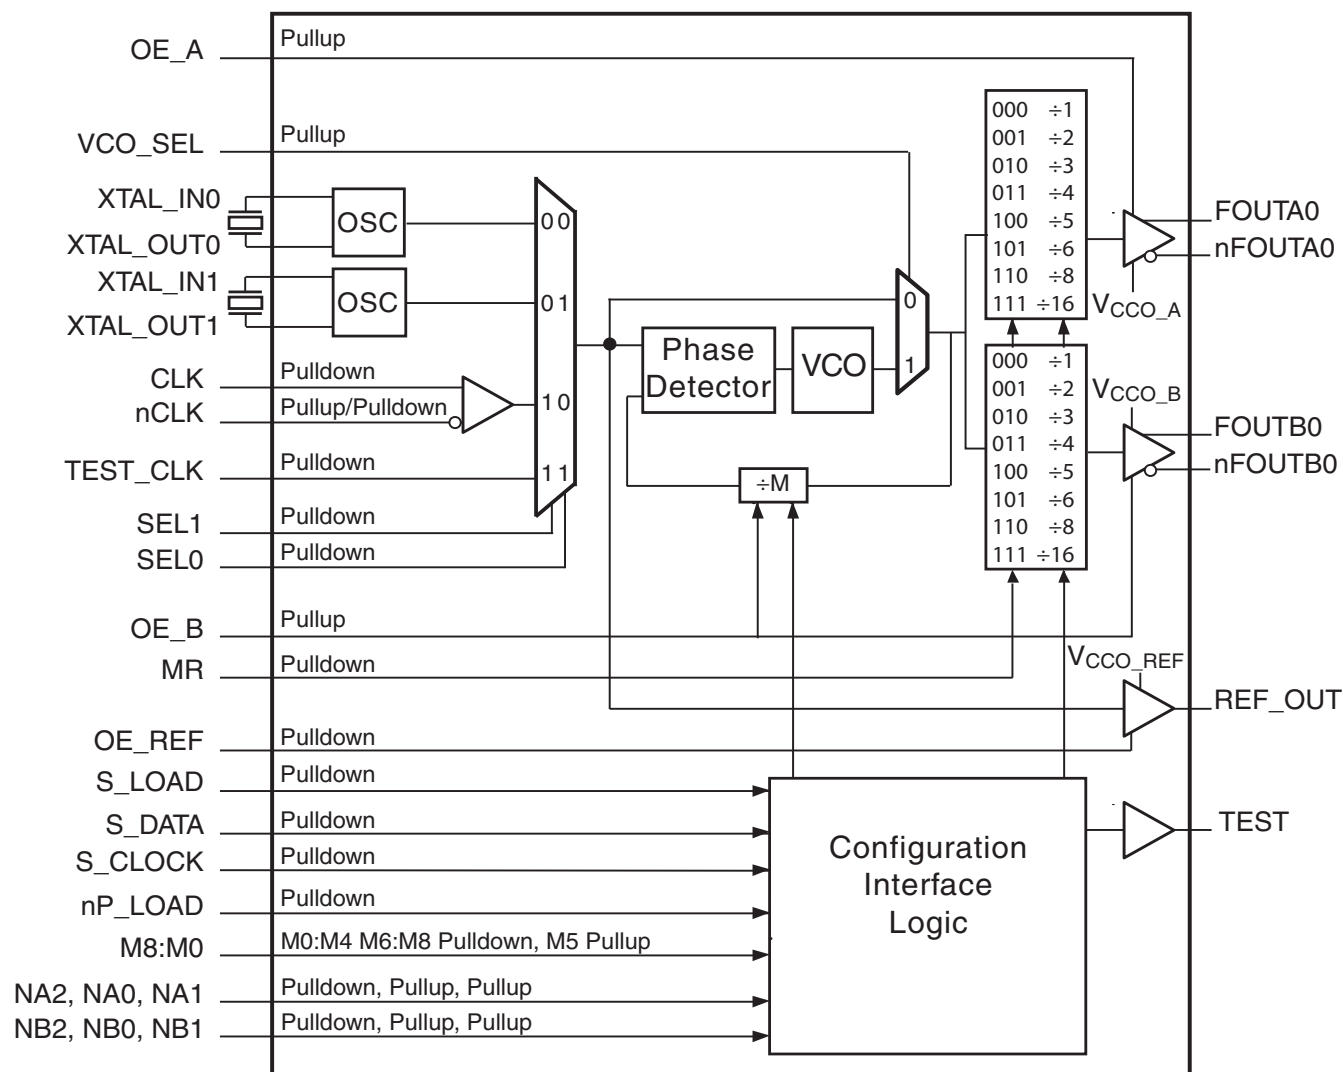 OE_A
Pullup
VCO_SEL
Pullup
XTAL_IN0
OSC
XTAL_OUT0
XTAL_IN1
OSC
XTAL_OUT1
CLK
Pulldown
nCLK
Pullup/Pulldown
TEST_CLK
Pulldown
SEL1
Pulldown
SEL0
Pulldown
00
01
10
11
Phase
Detector
VCO
0
1
÷M
000 ÷1
001 ÷2
010 ÷3
011 ÷4
100 ÷5
101 ÷6
110 ÷8
111 ÷16
VCCO_A
FOUTA0
nFOUTA0
000 ÷1
001 ÷2
010 ÷3
011 ÷4
100 ÷5
101 ÷6
110 ÷8
111 ÷16
VCCO_B
FOUTB0
nFOUTB0
OE_B
Pullup
MR
Pulldown
VCCO_REF
REF_OUT
OE_REF
Pulldown
S_LOAD
Pulldown
S_DATA
Pulldown
S_CLOCK
Pulldown
nP_LOAD
Pulldown
M8:M0
M0:M4 M6:M8 Pulldown, M5 Pullup
NA2, NA0, NA1
Pulldown, Pullup, Pullup
NB2, NB0, NB1
Pulldown, Pullup, Pullup
Configuration
Interface
Logic
TEST